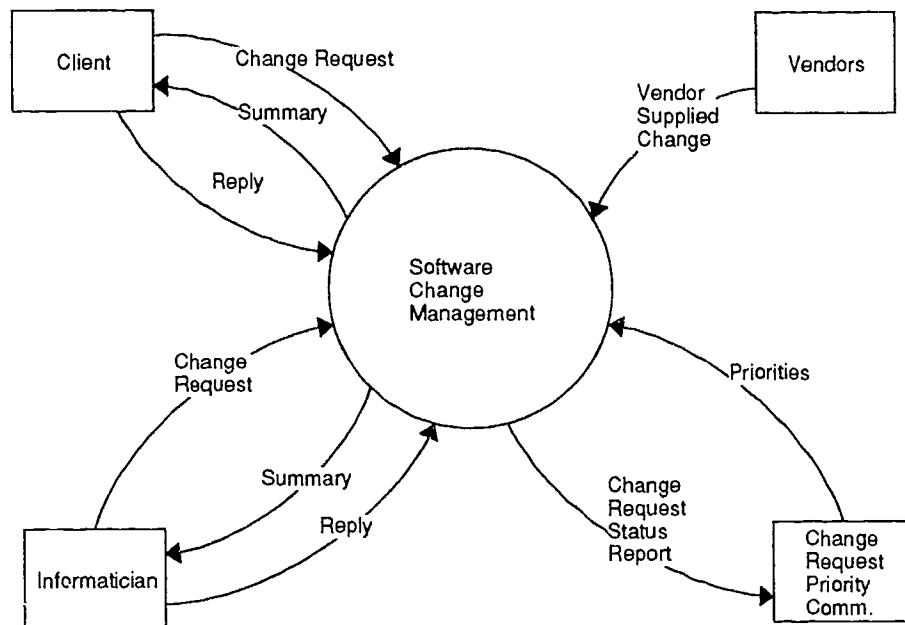 Client
Change Request
Summary
Reply
Vendors
Vendor
Supplied
Change
Software
Change
Management
Change
Request
Summary
Reply
Informatician
Priorities
Change
Request
Status
Report
Change
Request
Priority
Comm.